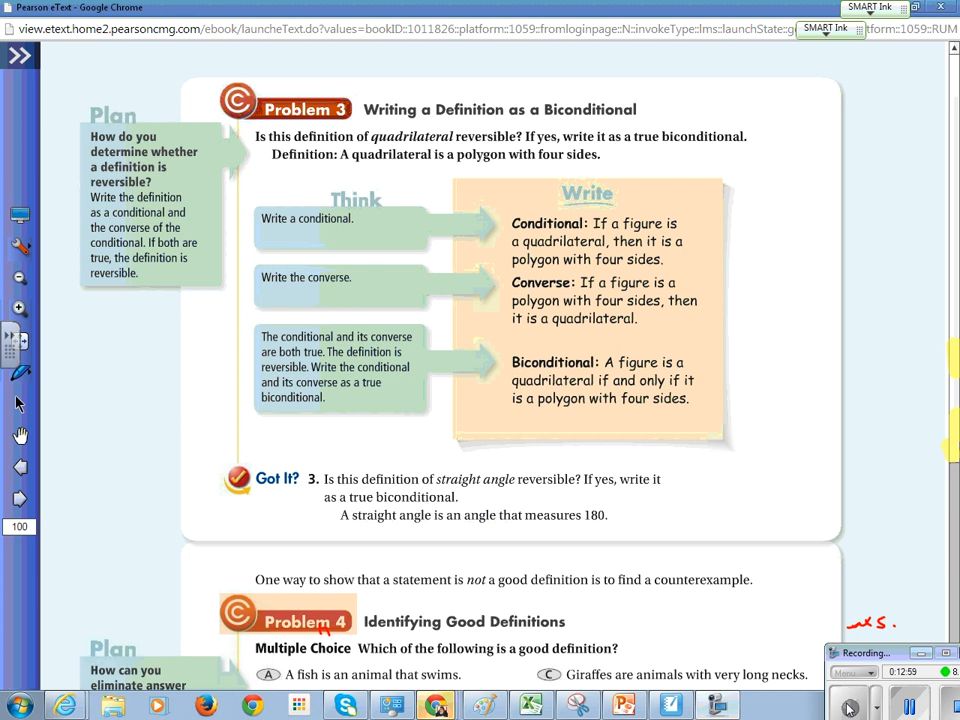 Pearson eText - Google Chrome
SMART Ink
view.etext.home2.pearsoncmg.com/ebook/launcheText.do?values=bookID::1011826::platform::1059::fromloginpage::N::invokeType::lms::launchState::
SMART Ink
tform::1059::RUM
Problem 3 Writing a Definition as a Biconditional
Plan
How do you
determine whether
a definition is
reversible?
Write the definition
as a conditional and
the converse of the
conditional. If both are
true, the definition is
reversible.
Is this definition of quadrilateral reversible? If yes, write it as a true biconditional.
Definition: A quadrilateral is a polygon with four sides.
Think
Write
Write a conditional.
Conditional: If a figure is
a quadrilateral, then it is a
polygon with four sides.
Write the converse.
Converse: If a figure is a
polygon with four sides, then
it is a quadrilateral.
The conditional and its converse
are both true. The definition is
reversible. Write the conditional
and its converse as a true
biconditional.
Biconditional: A figure is a
quadrilateral if and only if it
is a polygon with four sides.
Got It? 3. Is this definition of straight angle reversible? If yes, write it
as a true biconditional.
A straight angle is an angle that measures 180.
100
One way to show that a statement is not a good definition is to find a counterexample.
Problem 4 Identifying Good Definitions
Plan
How can you
eliminate answer
Multiple Choice Which of the following is a good definition?
A A fish is an animal that swims.
C Giraffes are animals with very long necks.
Recording...
Menu
0:12:59
8